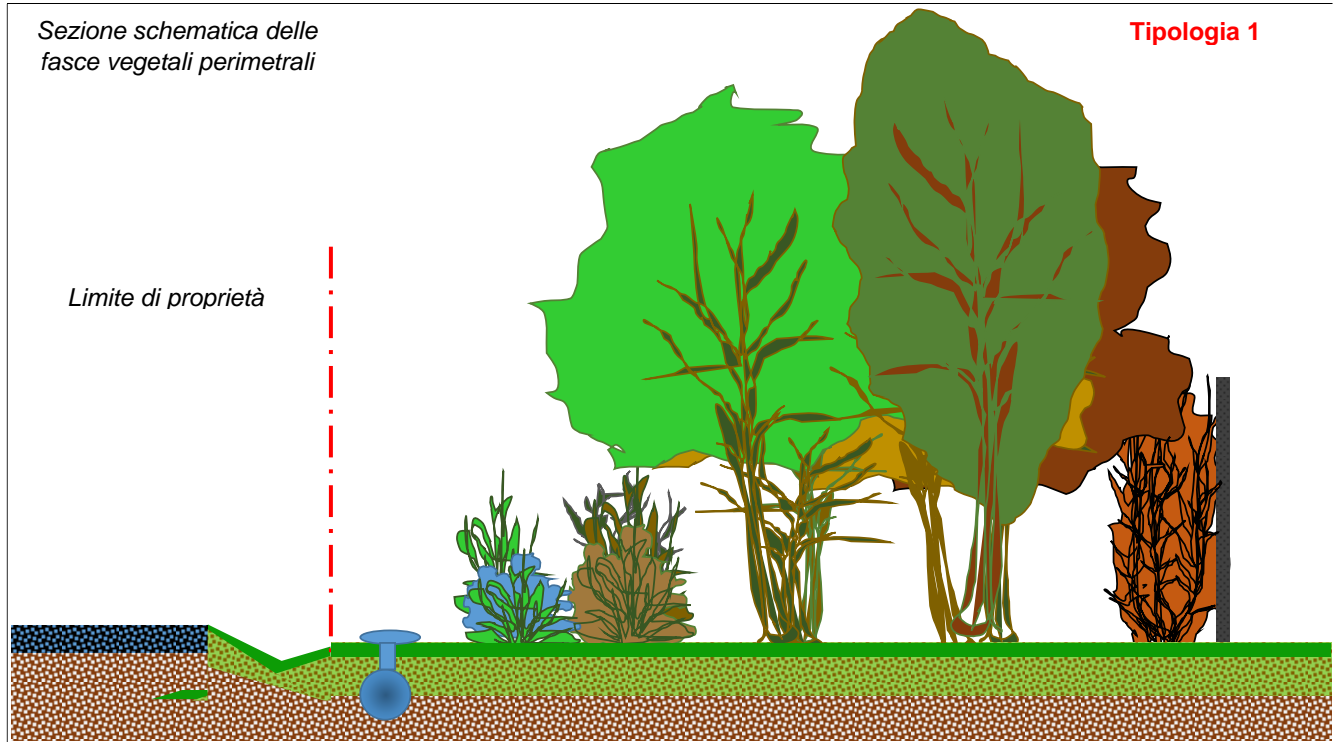 Sezione schematica delle
fasce vegetali perimetrali
Tipologia 1
Limite di proprietà